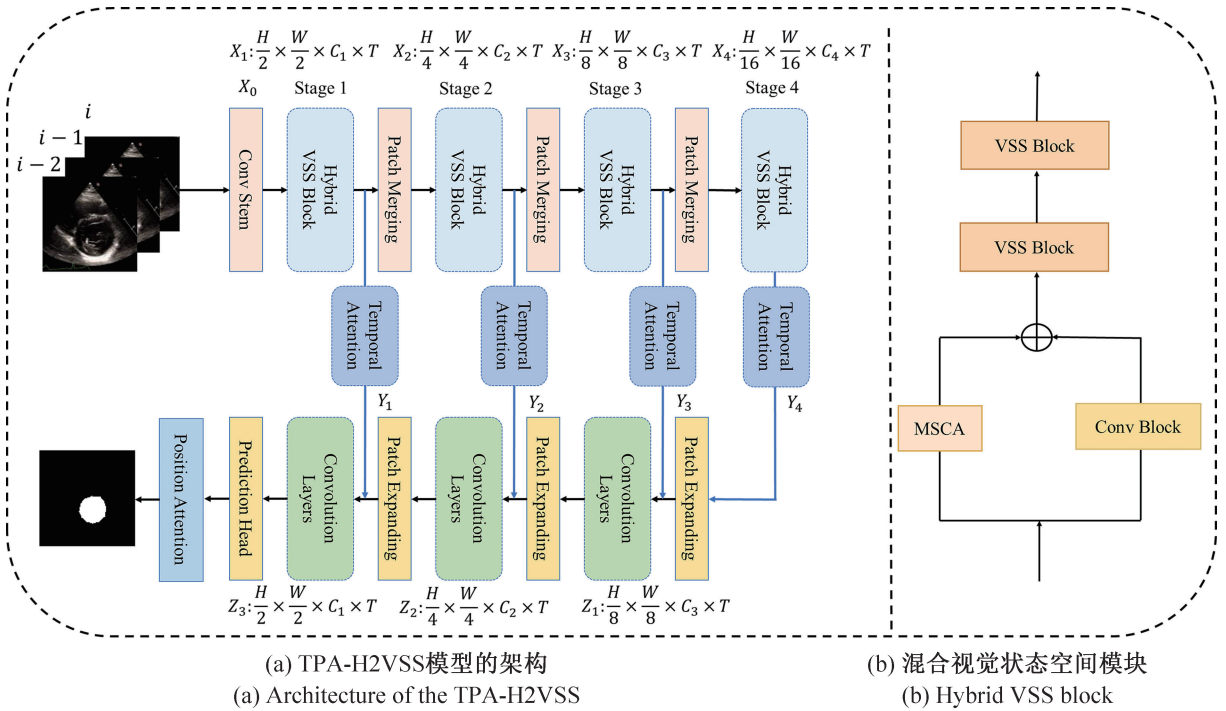 X₁: H/2 × W/2 × C₁ × T
X₂: H/4 × W/4 × C₂ × T
X₃: H/8 × W/8 × C₃ × T
X₄: H/16 × W/16 × C₄ × T
X₀
Stage 1
Stage 2
Stage 3
Stage 4
i
i − 1
i − 2
Conv Stem
Hybrid
VSS Block
Patch Merging
Hybrid
VSS Block
Patch Merging
Hybrid
VSS Block
Patch Merging
Hybrid
VSS Block
Temporal
Attention
Temporal
Attention
Temporal
Attention
Temporal
Attention
Y₁
Y₂
Y₃
Y₄
Position Attention
Prediction Head
Convolution
Layers
Patch Expanding
Convolution
Layers
Patch Expanding
Convolution
Layers
Patch Expanding
Z₃: H/2 × W/2 × C₁ × T
Z₂: H/4 × W/4 × C₂ × T
Z₁: H/8 × W/8 × C₃ × T
VSS Block
VSS Block
MSCA
Conv Block
(a) TPA-H2VSS模型的架构
(a) Architecture of the TPA-H2VSS
(b) 混合视觉状态空间模块
(b) Hybrid VSS block